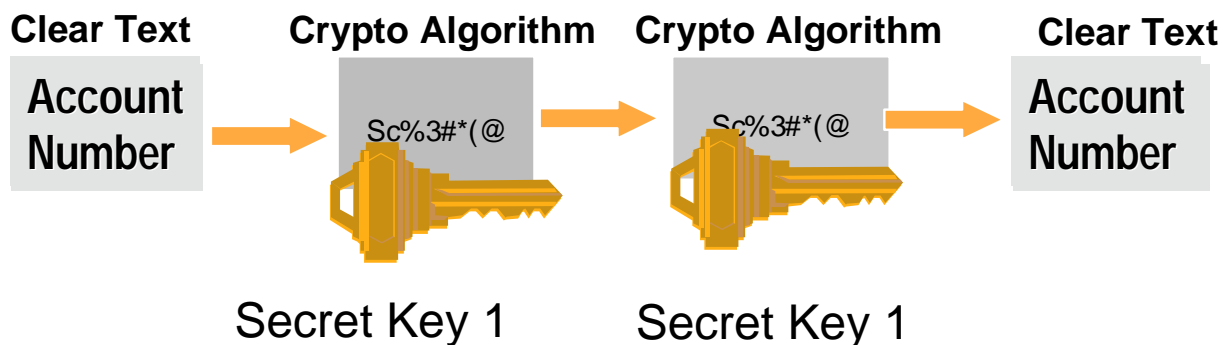 Clear Text
Crypto Algorithm
Crypto Algorithm
Clear Text
Account
Number
Sc%3#*(@
Sc%3#*(@
Account
Number
Secret Key 1
Secret Key 1